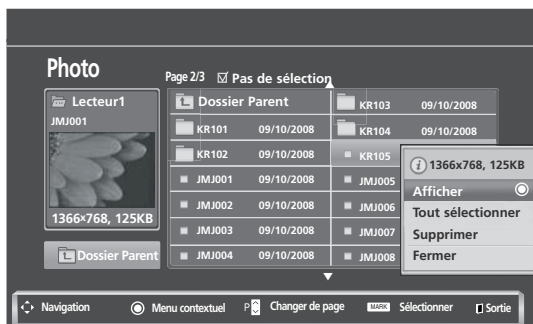 Photo
Page 2/3 Pas de sélection
Lecteur1
JMJ001
1366×768, 125KB
Dossier Parent
Dossier Parent
KR101 09/10/2008
KR102 09/10/2008
JMJ001 09/10/2008
JMJ002 09/10/2008
JMJ003 09/10/2008
JMJ004 09/10/2008
KR103 09/10/2008
KR104 09/10/2008
KR105
JMJ005
JMJ006
JMJ007
JMJ008
i 1366x768, 125KB
Afficher
Tout sélectionner
Supprimer
Fermer
Navigation Menu contextuel P Changer de page MARK Sélectionner Sortie